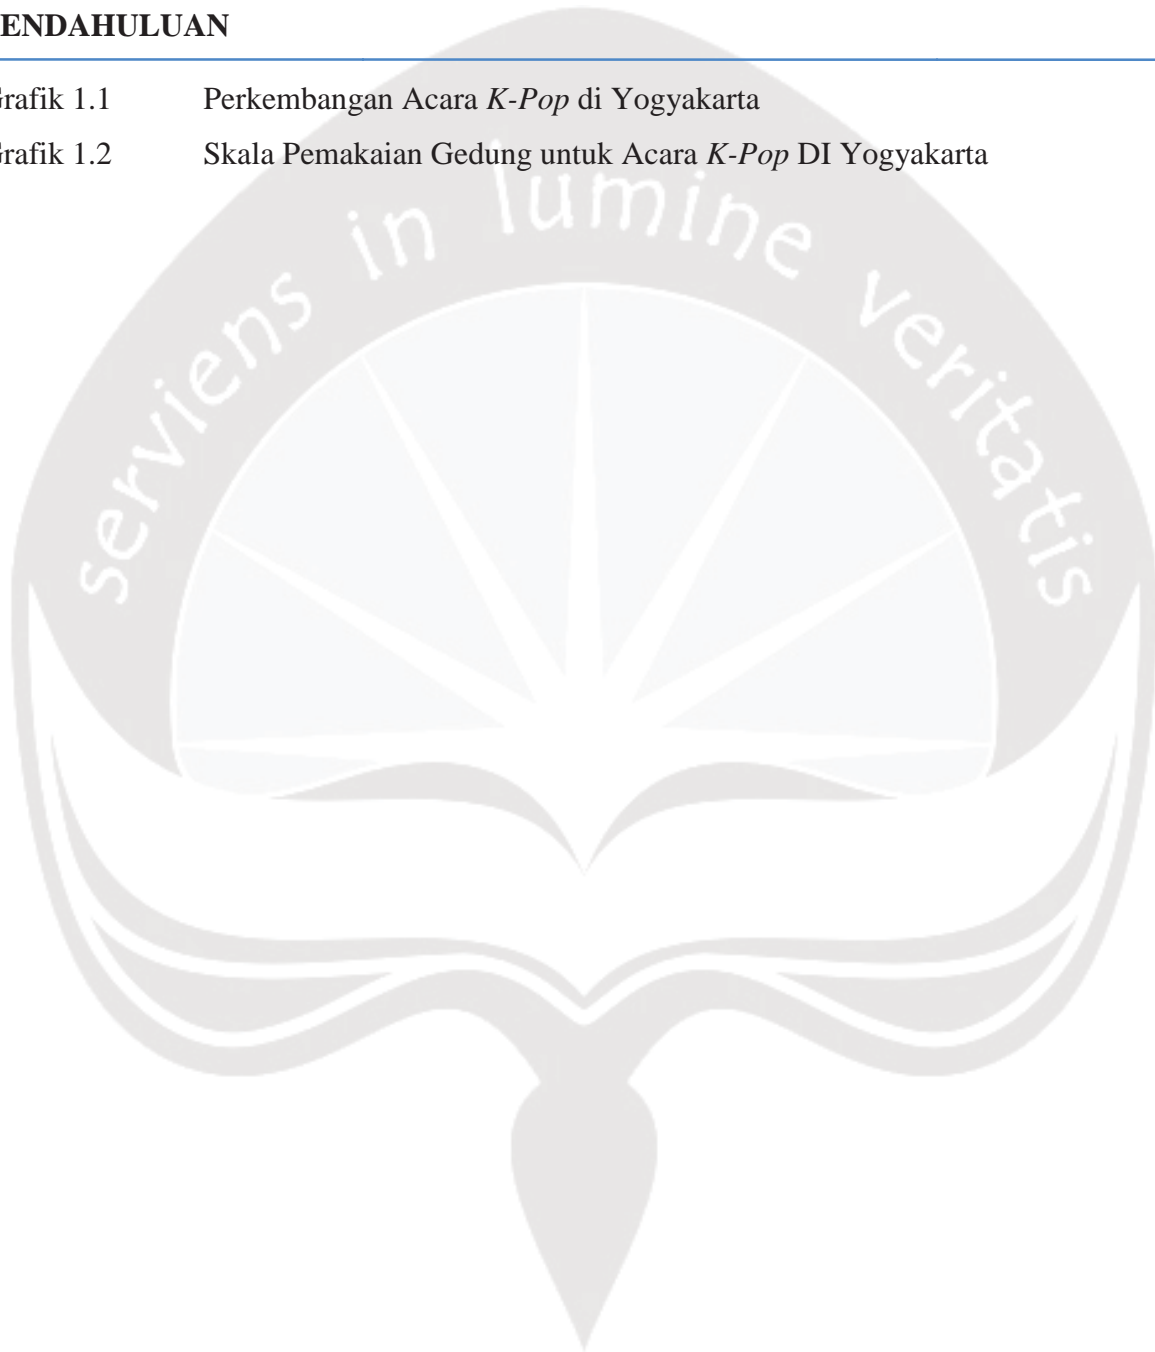 ENDAHULUAN
rafik 1.1 Perkembangan Acara K-Pop di Yogyakarta
rafik 1.2 Skala Pemakaian Gedung untuk Acara K-Pop DI Yogyakarta
serviens in lumine veritatis